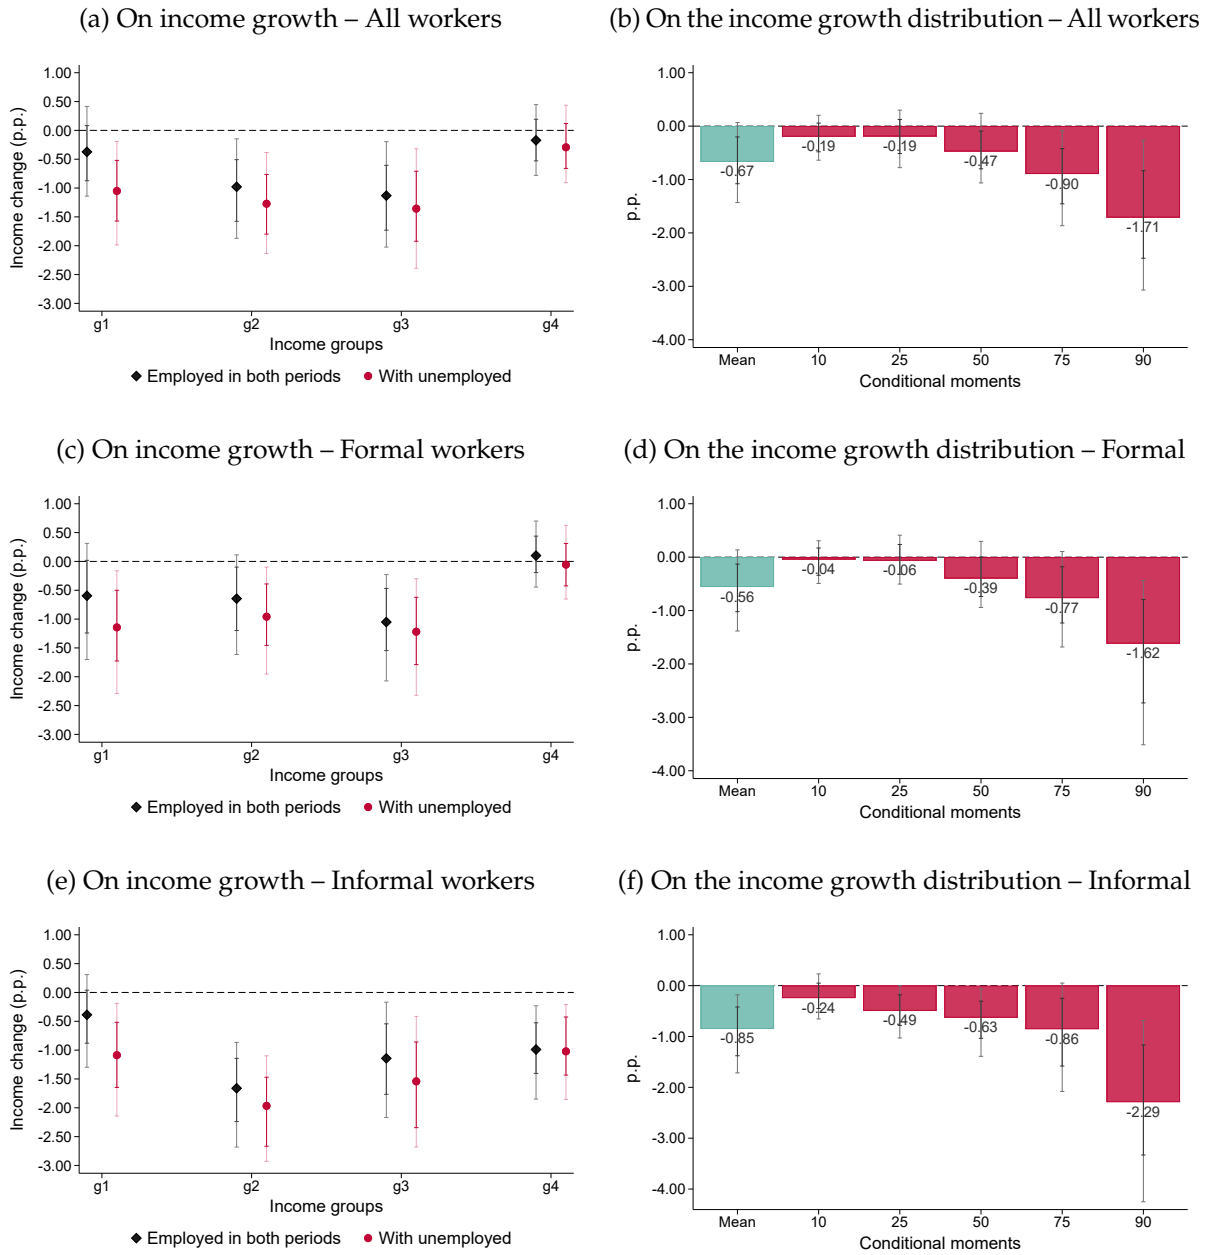 (a) On income growth – All workers
1.00
0.50
0.00
-0.50
-1.00
-1.50
-2.00
-2.50
-3.00
Income change (p.p.)
g1 g2 g3 g4
Income groups
Employed in both periods With unemployed
(b) On the income growth distribution – All workers
1.00
0.00
-1.00
-2.00
-3.00
-4.00
p.p.
-0.67 -0.19 -0.19 -0.47 -0.90 -1.71
Mean 10 25 50 75 90
Conditional moments
(c) On income growth – Formal workers
1.00
0.50
0.00
-0.50
-1.00
-1.50
-2.00
-2.50
-3.00
Income change (p.p.)
g1 g2 g3 g4
Income groups
Employed in both periods With unemployed
(d) On the income growth distribution – Formal
1.00
0.00
-1.00
-2.00
-3.00
-4.00
p.p.
-0.56 -0.04 -0.06 -0.39 -0.77 -1.62
Mean 10 25 50 75 90
Conditional moments
(e) On income growth – Informal workers
1.00
0.50
0.00
-0.50
-1.00
-1.50
-2.00
-2.50
-3.00
Income change (p.p.)
g1 g2 g3 g4
Income groups
Employed in both periods With unemployed
(f) On the income growth distribution – Informal
1.00
0.00
-1.00
-2.00
-3.00
-4.00
p.p.
-0.85 -0.24 -0.49 -0.63 -0.86 -2.29
Mean 10 25 50 75 90
Conditional moments